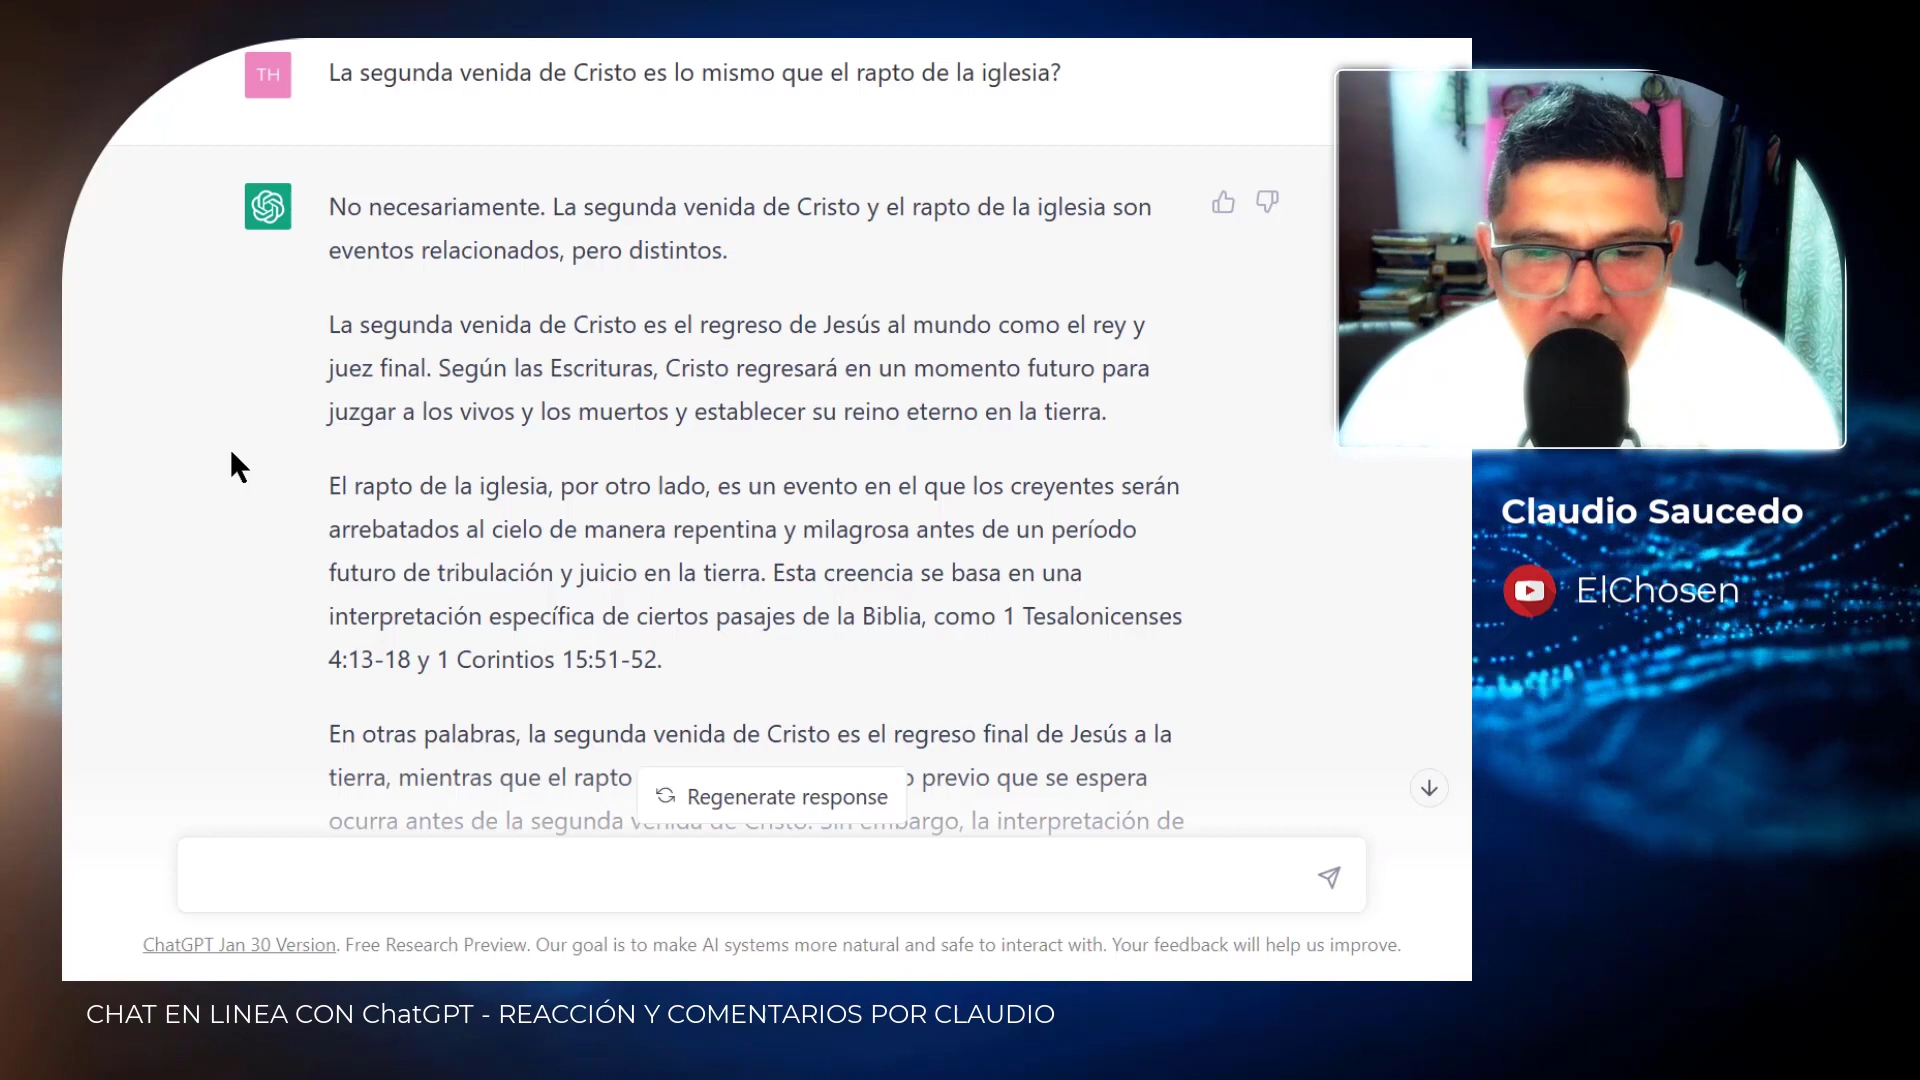 TH
La segunda venida de Cristo es lo mismo que el rapto de la iglesia?
No necesariamente. La segunda venida de Cristo y el rapto de la iglesia son
eventos relacionados, pero distintos.
La segunda venida de Cristo es el regreso de Jesús al mundo como el rey y
juez final. Según las Escrituras, Cristo regresará en un momento futuro para
juzgar a los vivos y los muertos y establecer su reino eterno en la tierra.
El rapto de la iglesia, por otro lado, es un evento en el que los creyentes serán
arrebatados al cielo de manera repentina y milagrosa antes de un período
futuro de tribulación y juicio en la tierra. Esta creencia se basa en una
interpretación específica de ciertos pasajes de la Biblia, como 1 Tesalonicenses
4:13-18 y 1 Corintios 15:51-52.
En otras palabras, la segunda venida de Cristo es el regreso final de Jesús a la
tierra, mientras que el rapto previo que se espera
Regenerate response
ocurra antes de la segunda venida de Cristo. Sin embargo, la interpretación de
ChatGPT Jan 30 Version. Free Research Preview. Our goal is to make AI systems more natural and safe to interact with. Your feedback will help us improve.
Claudio Saucedo
ElChosen
CHAT EN LINEA CON ChatGPT - REACCIÓN Y COMENTARIOS POR CLAUDIO